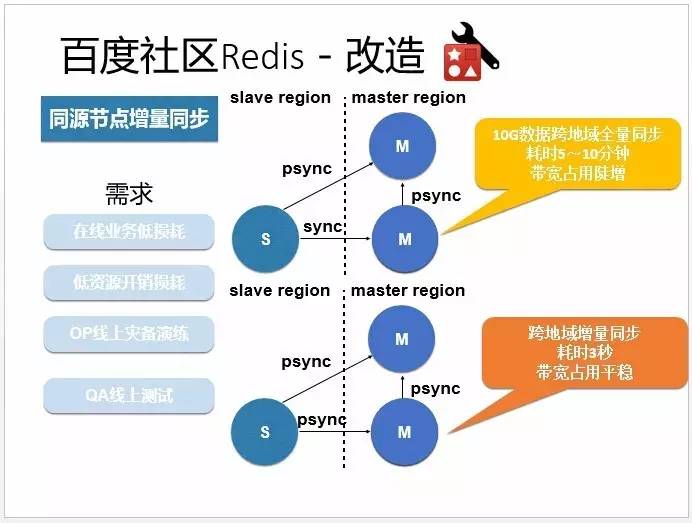 百度社区Redis - 改造
同源节点增量同步
需求
在线业务低损耗
低资源开销损耗
OP线上灾备演练
QA线上测试
slave region
master region
M
psync
psync
S
sync
M
10G数据跨地域全量同步
耗时5～10分钟
带宽占用陡增
slave region
master region
M
psync
psync
S
psync
M
跨地域增量同步
耗时3秒
带宽占用平稳